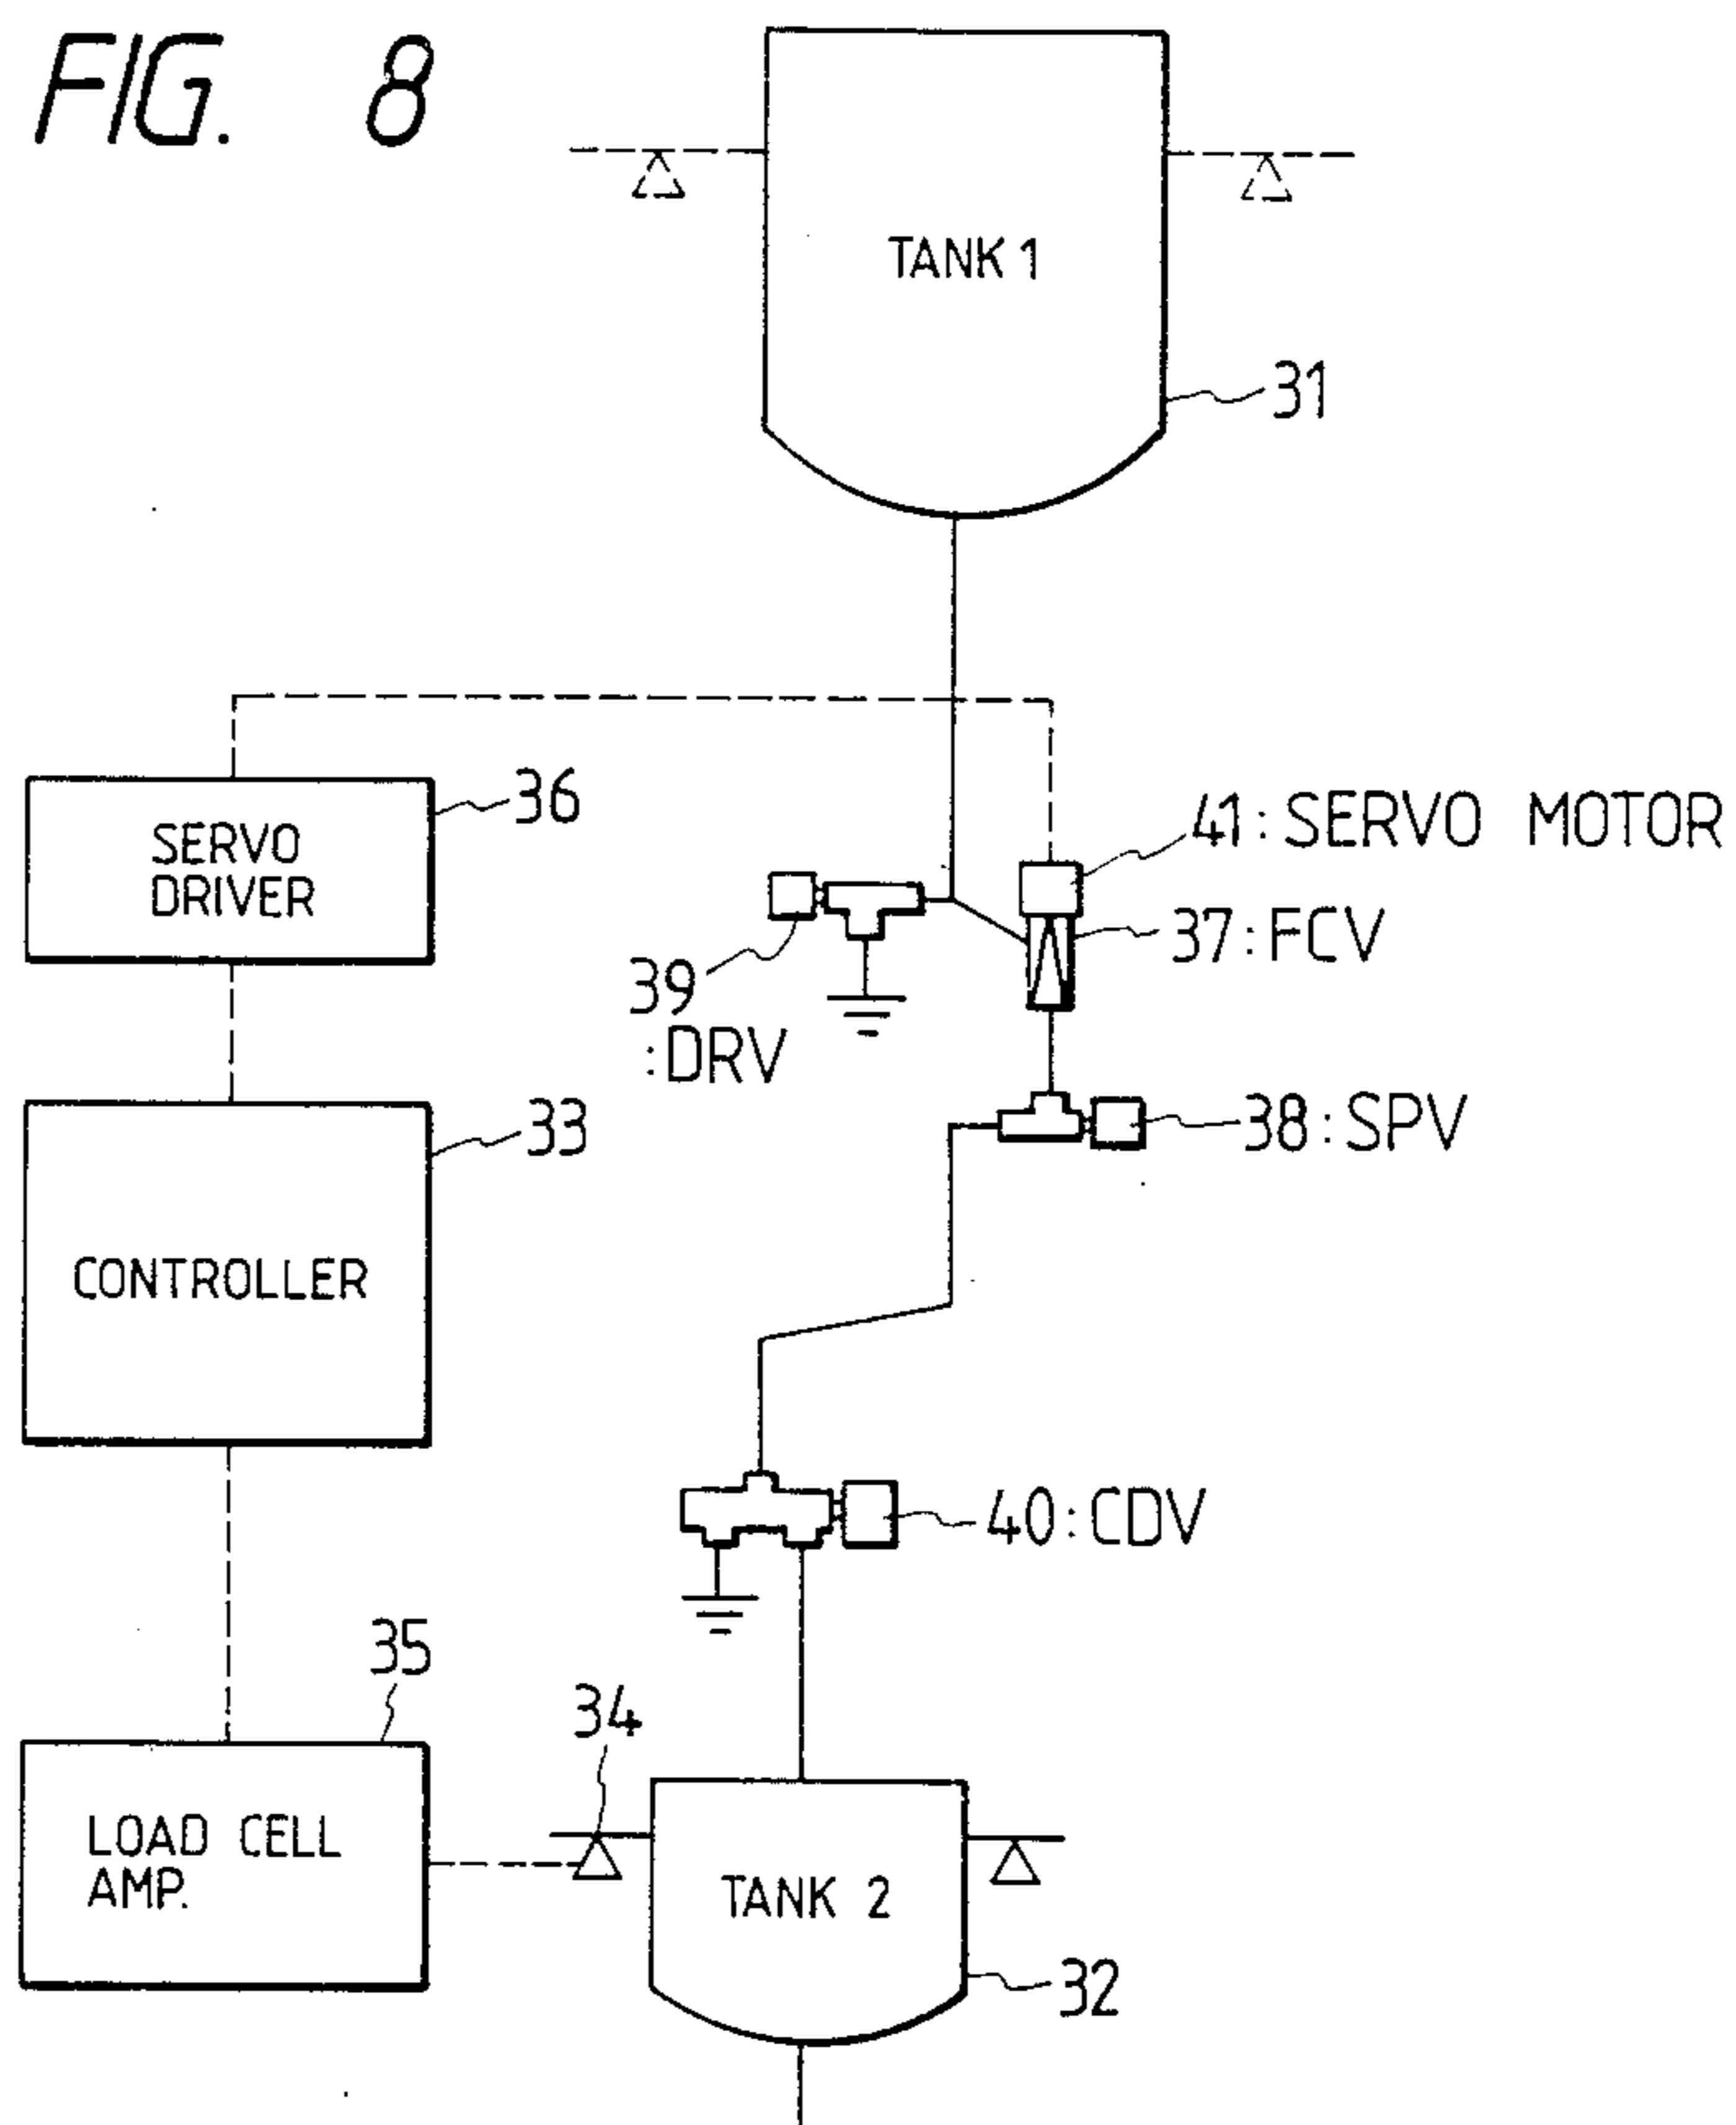 FIG. 8
TANK 1
31
36
SERVO
DRIVER
41: SERVO MOTOR
37: FCV
39
: DRV
33
38: SPV
CONTROLLER
40: CDV
35
34
LOAD CELL
AMP.
TANK 2
32